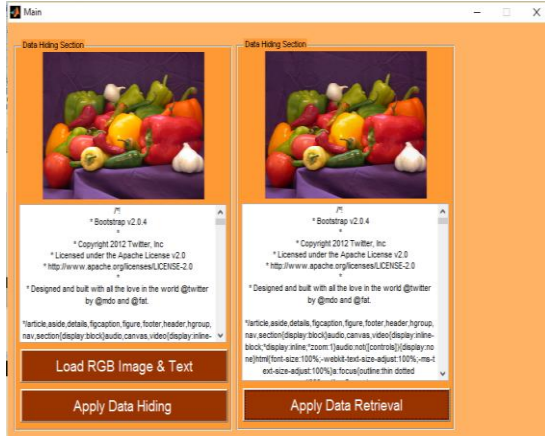 Main
Data Hiding Section
/*!
* Bootstrap v2.0.4
*
* Copyright 2012 Twitter, Inc
* Licensed under the Apache License v2.0
* http://www.apache.org/licenses/LICENSE-2.0
*
* Designed and built with all the love in the world @twitter
by @mdo and @fat.
*/article,aside,details,figcaption,figure,footer,header,hgroup,
nav,section{display:block}audio,canvas,video{display:inline-
Load RGB Image & Text
Apply Data Hiding
Data Hiding Section
/*!
* Bootstrap v2.0.4
*
* Copyright 2012 Twitter, Inc
* Licensed under the Apache License v2.0
* http://www.apache.org/licenses/LICENSE-2.0
*
* Designed and built with all the love in the world @twitter
by @mdo and @fat.
*/article,aside,details,figcaption,figure,footer,header,hgroup,
nav,section{display:block}audio,canvas,video{display:inline-
block;*display:inline;*zoom:1}audio:not([controls]){display:no
ne}html{font-size:100%;-webkit-text-size-adjust:100%;-ms-t
ext-size-adjust:100%}a:focus{outline:thin dotted
Apply Data Retrieval